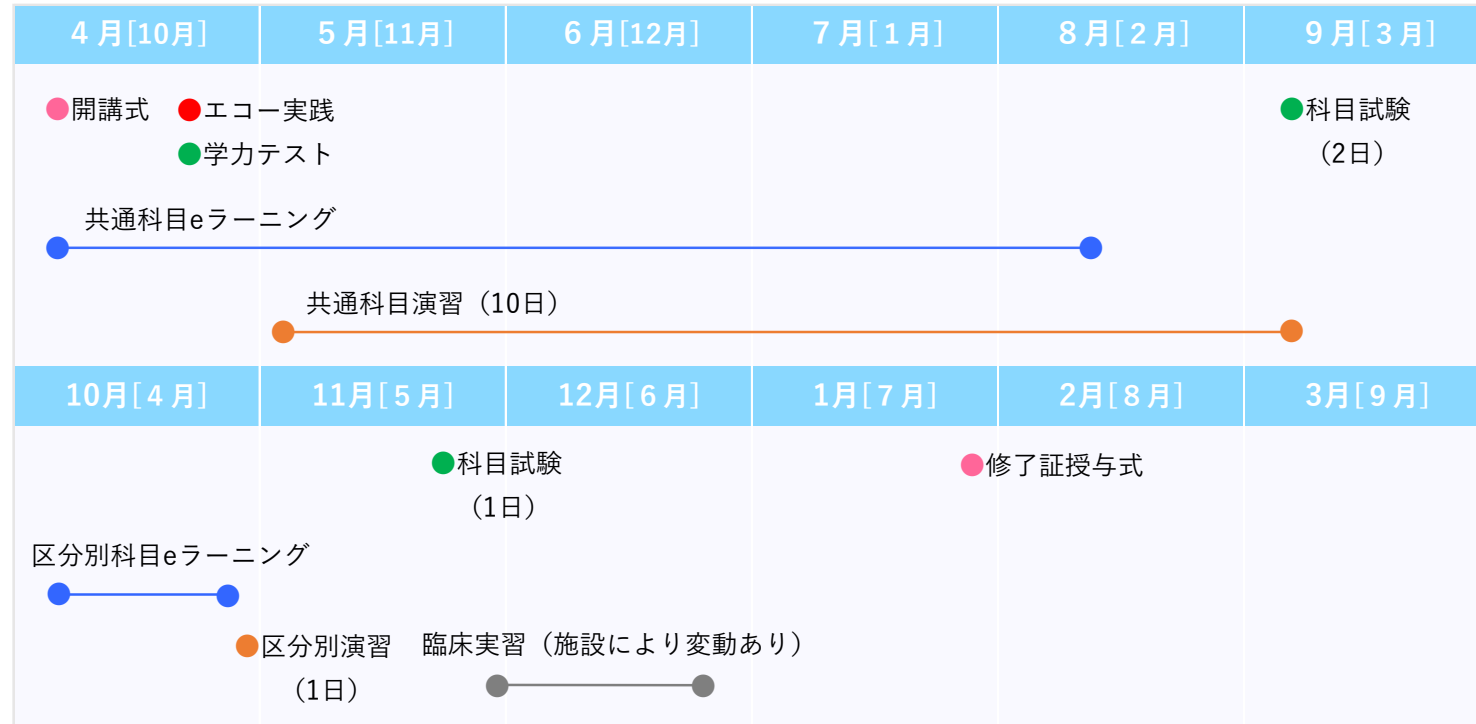 4月[10月] 5月[11月] 6月[12月] 7月[1月] 8月[2月] 9月[3月]
●開講式 ●エコー実践 ●科目試験
●学力テスト (2日)
共通科目eラーニング
共通科目演習（10日）
10月[4月] 11月[5月] 12月[6月] 1月[7月] 2月[8月] 3月[9月]
●科目試験 ●修了証授与式
（1日）
区分別科目eラーニング
●区分別演習 臨床実習（施設により変動あり）
（1日）